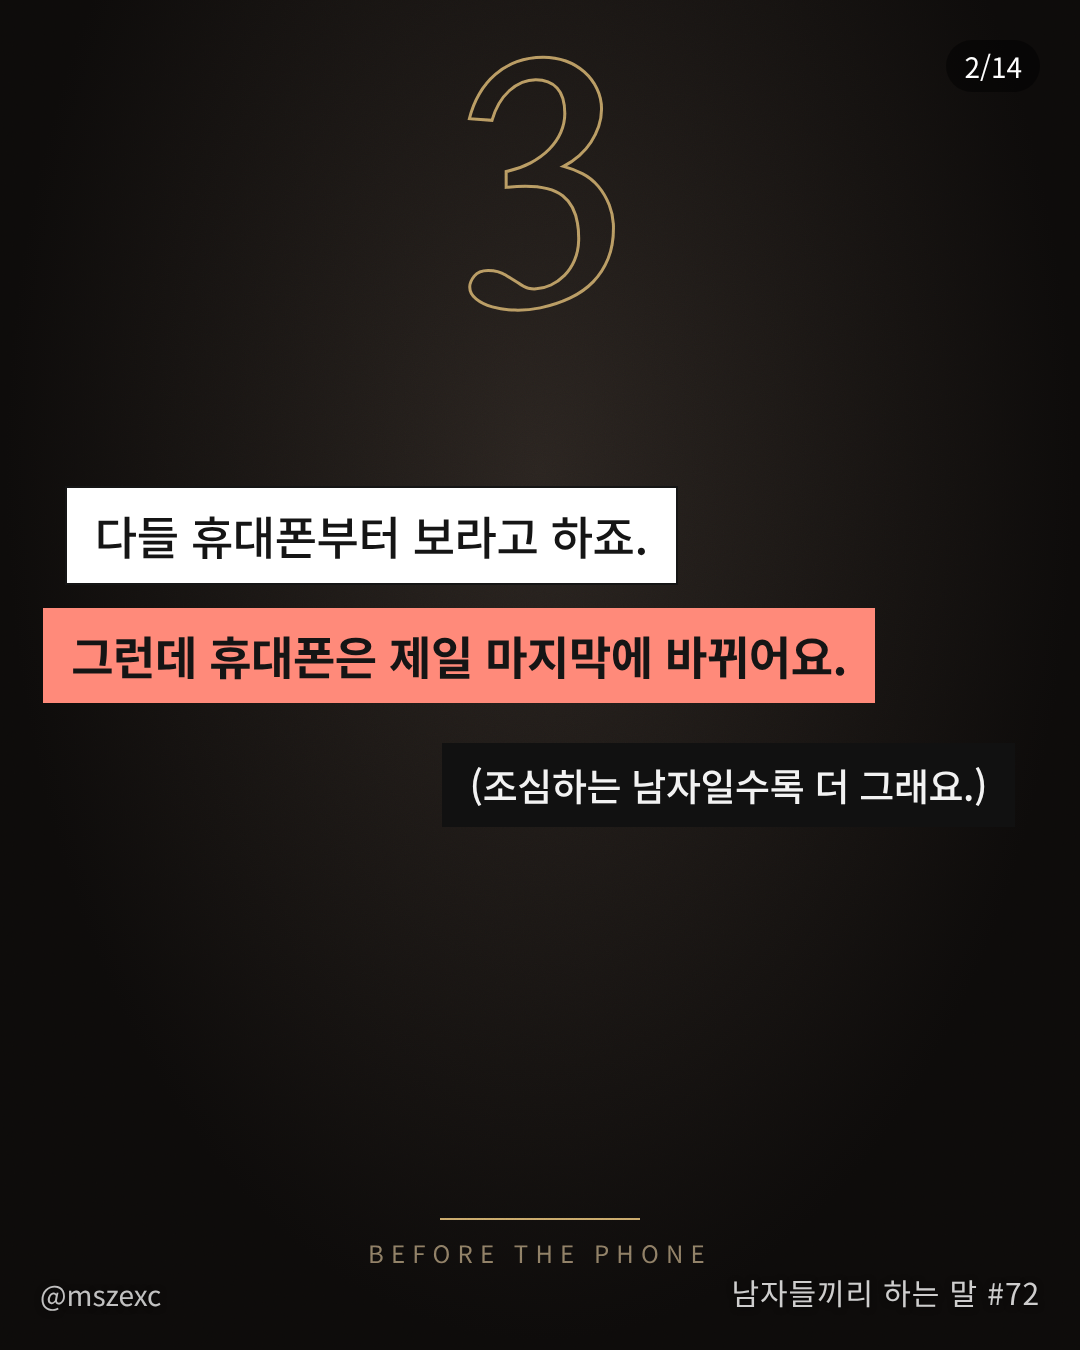 2/14
3
다들 휴대폰부터 보라고 하죠.
그런데 휴대폰은 제일 마지막에 바뀌어요.
(조심하는 남자일수록 더 그래요.)
BEFORE THE PHONE
@mszexc
남자들끼리 하는 말 #72